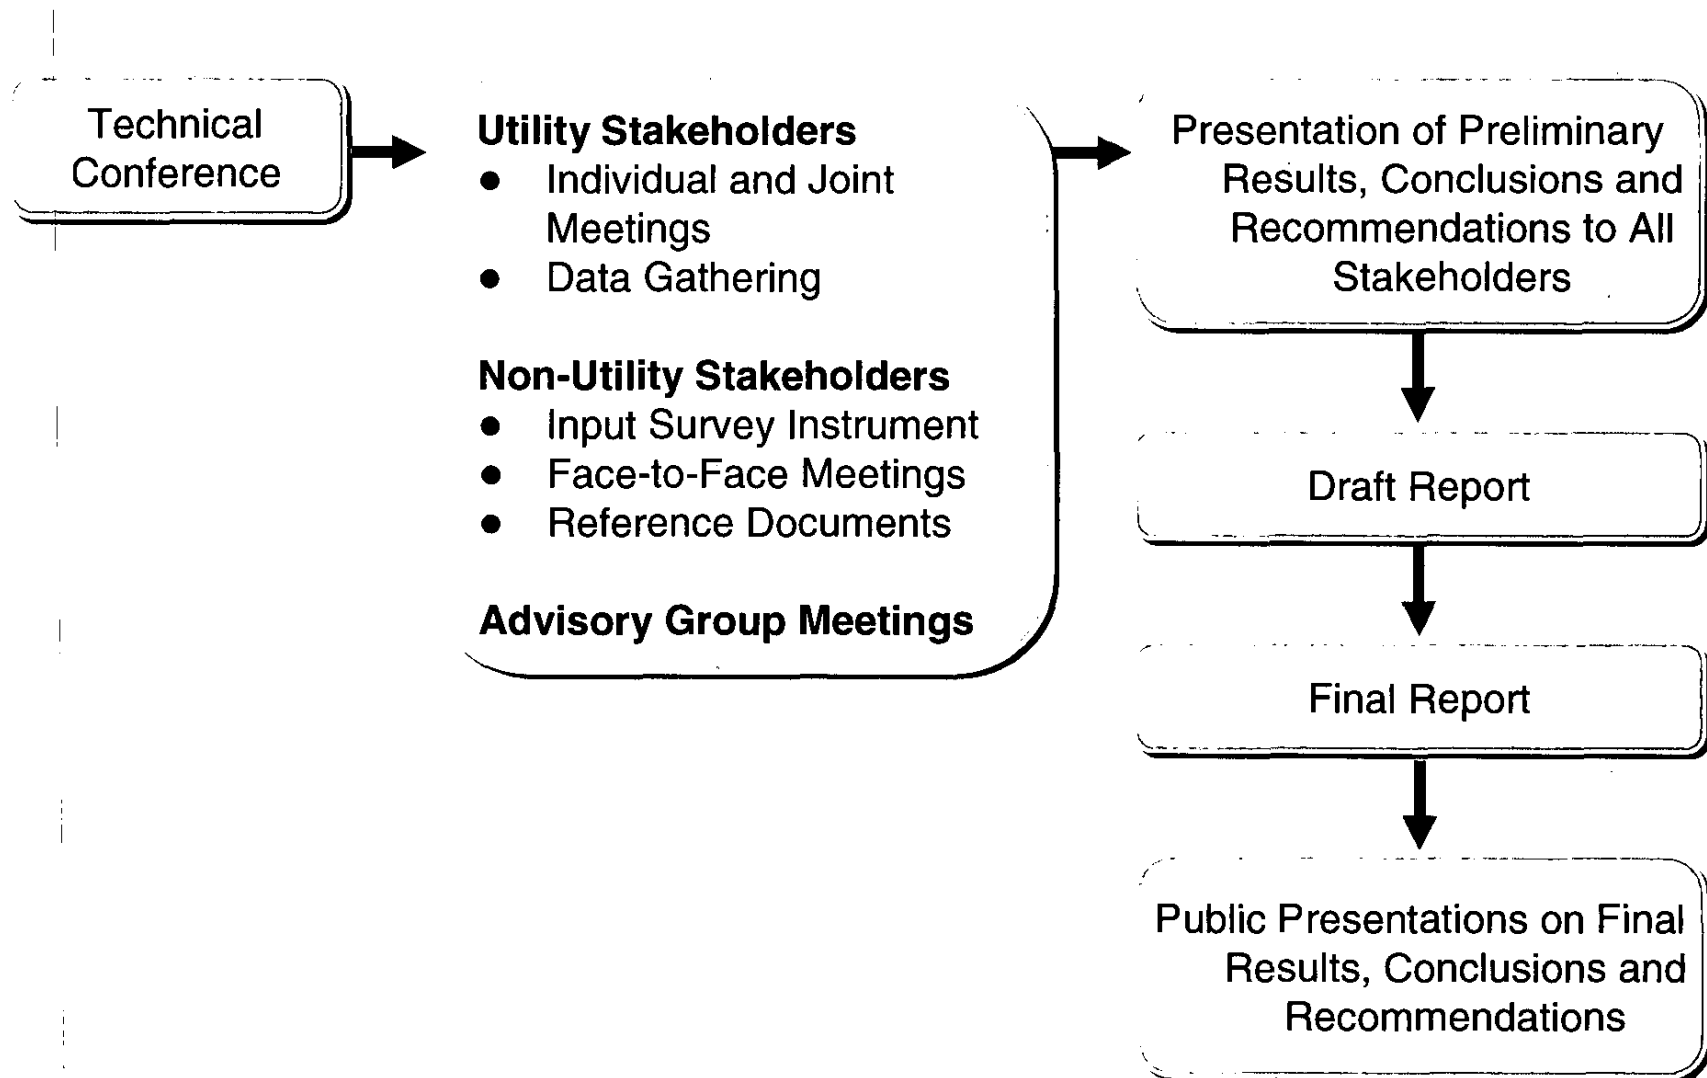 Technical
Conference
Utility Stakeholders
● Individual and Joint
Meetings
● Data Gathering
Non-Utility Stakeholders
● Input Survey Instrument
● Face-to-Face Meetings
● Reference Documents
Advisory Group Meetings
Presentation of Preliminary
Results, Conclusions and
Recommendations to All
Stakeholders
Draft Report
Final Report
Public Presentations on Final
Results, Conclusions and
Recommendations